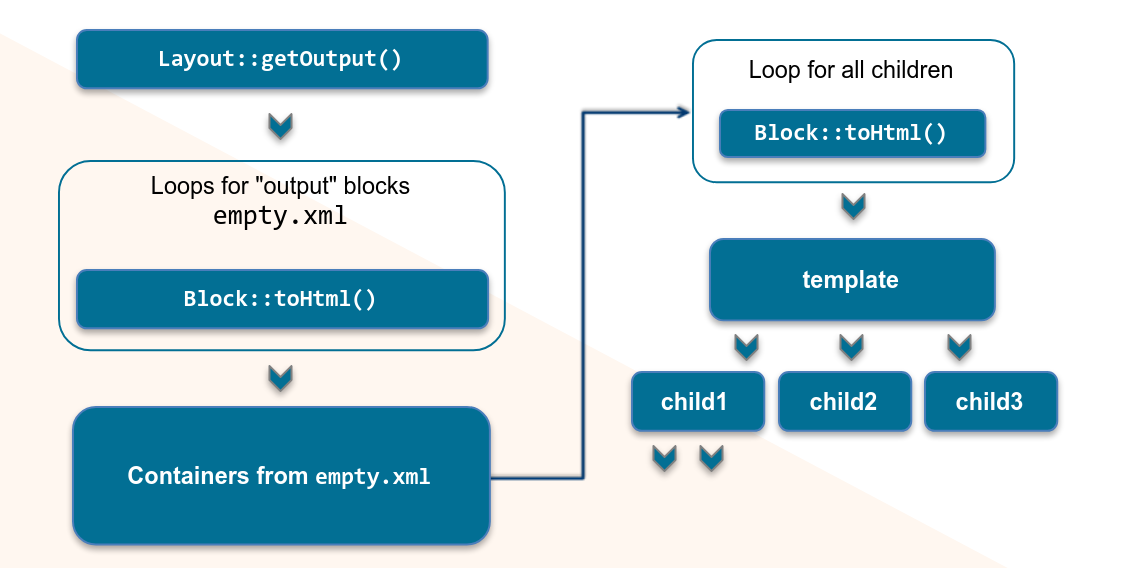 Layout::getOutput()
Loops for "output" blocks
empty.xml
Block::toHtml()
Containers from empty.xml
Loop for all children
Block::toHtml()
template
child1
child2
child3